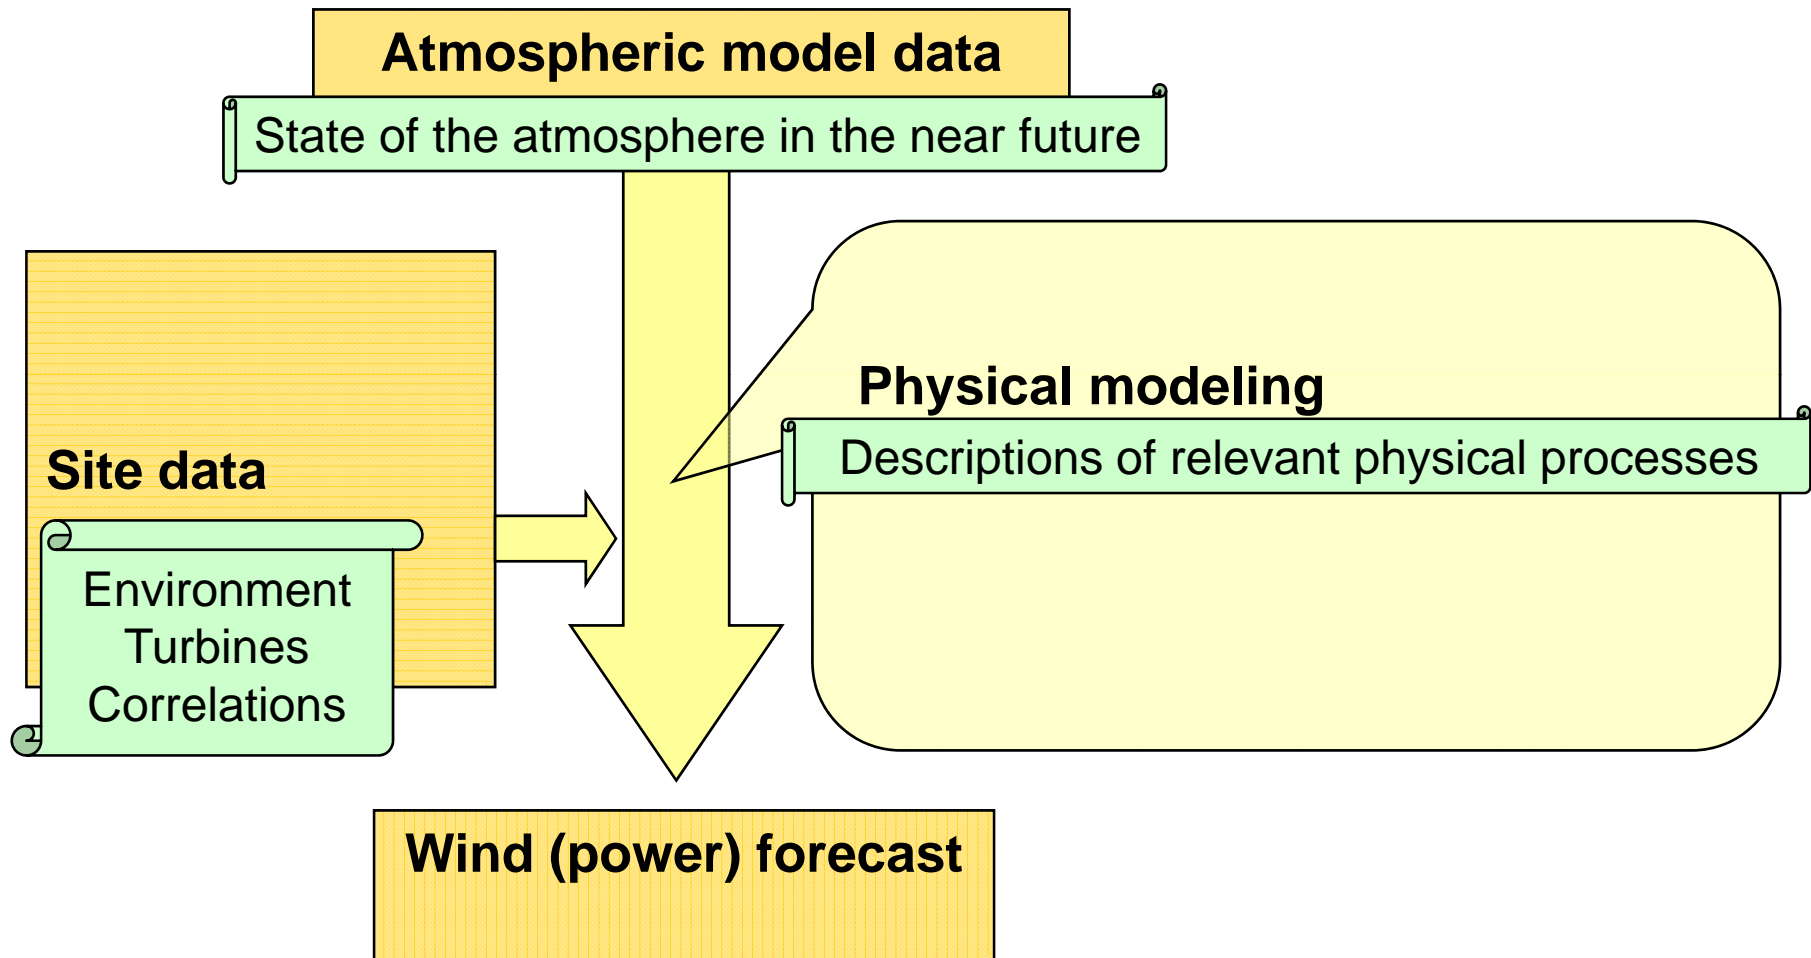 Atmospheric model data
State of the atmosphere in the near future
Physical modeling
Descriptions of relevant physical processes
Site data
Environment
Turbines
Correlations
Wind (power) forecast